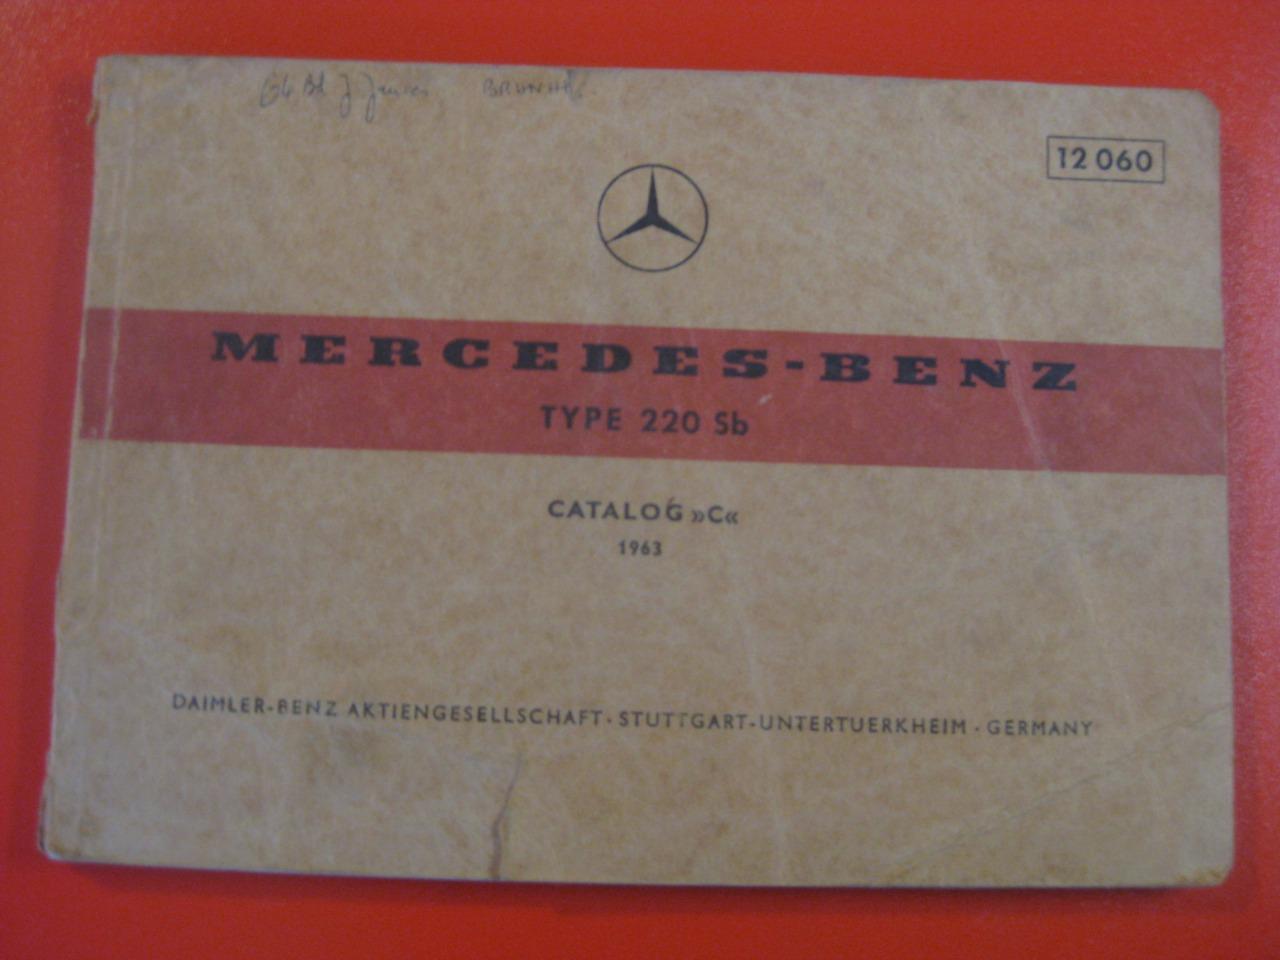 12 060
MERCEDES-BENZ
TYPE 220 Sb
CATALOG »C«
1963
DAIMLER-BENZ AKTIENGESELLSCHAFT · STUTTGART-UNTERTUERKHEIM · GERMANY